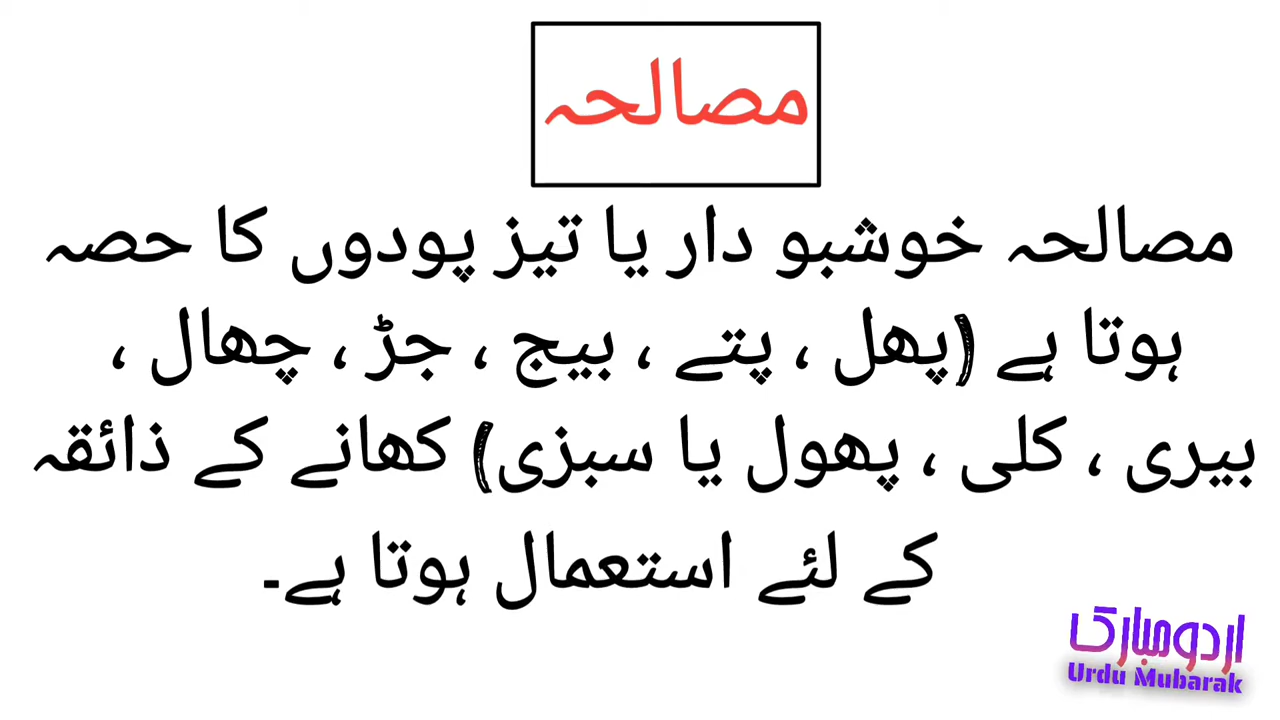 مصالحہ
مصالحہ خوشبو دار یا تیز پودوں کا حصہ
ہوتا ہے (پھل ، پتے ، بیج ، جڑ ، چھال ،
بیری ، کلی ، پھول یا سبزی) کھانے کے ذائقہ
کے لئے استعمال ہوتا ہے۔
اردو مبارک
Urdu Mubarak